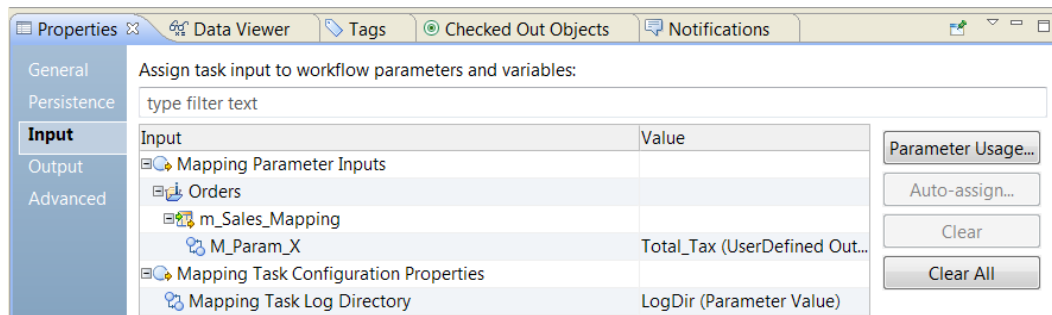 Properties Data Viewer Tags Checked Out Objects Notifications
General
Persistence
Input
Output
Advanced
Assign task input to workflow parameters and variables:
type filter text
Input Value
Mapping Parameter Inputs
Orders
m_Sales_Mapping
M_Param_X Total_Tax (UserDefined Out...
Mapping Task Configuration Properties
Mapping Task Log Directory LogDir (Parameter Value)
Parameter Usage...
Auto-assign...
Clear
Clear All